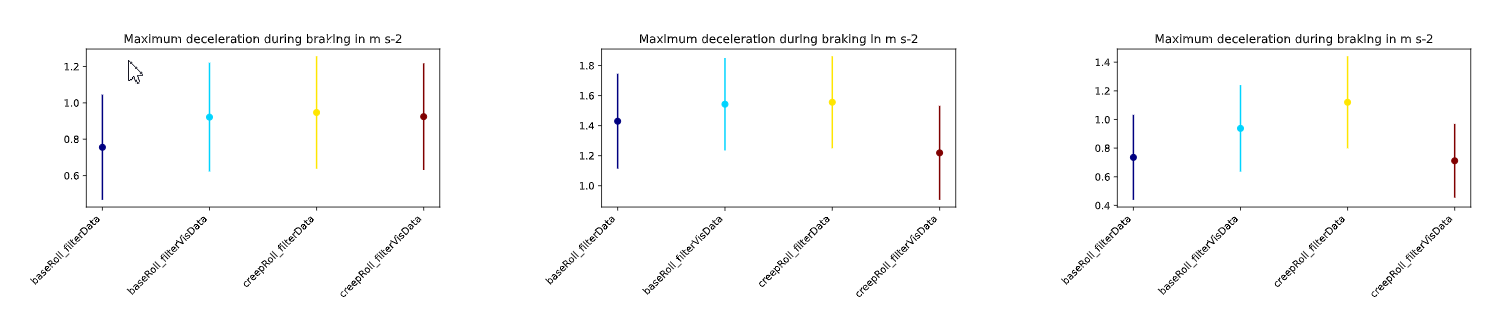 Maximum deceleration during braking in m s-2
1.2
1.0
0.8
0.6
baseRoll_filterData
baseRoll_filterVisData
creepRoll_filterData
creepRoll_filterVisData
Maximum deceleration during braking in m s-2
1.8
1.6
1.4
1.2
1.0
baseRoll_filterData
baseRoll_filterVisData
creepRoll_filterData
creepRoll_filterVisData
Maximum deceleration during braking in m s-2
1.4
1.2
1.0
0.8
0.6
0.4
baseRoll_filterData
baseRoll_filterVisData
creepRoll_filterData
creepRoll_filterVisData